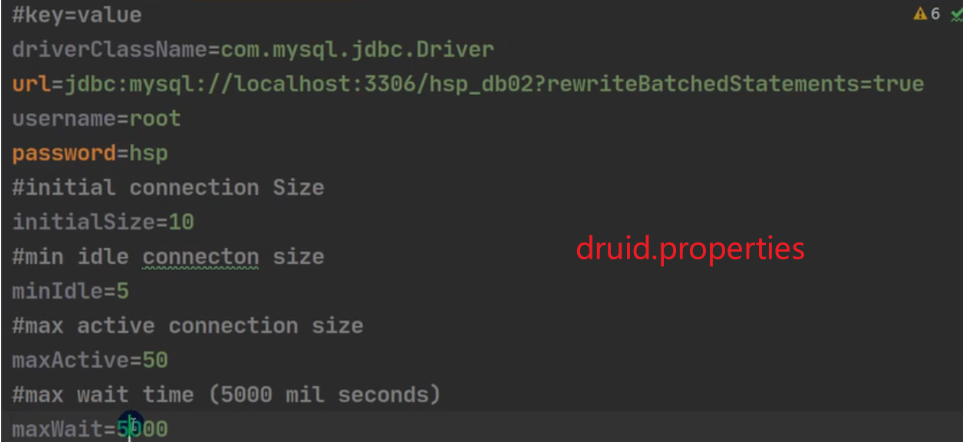 #key=value
6
driverClassName=com.mysql.jdbc.Driver
url=jdbc:mysql://localhost:3306/hsp_db02?rewriteBatchedStatements=true
username=root
password=hsp
#initial connection Size
initialSize=10
#min idle connecton size
druid.properties
minIdle=5
#max active connection size
maxActive=50
#max wait time (5000 mil seconds)
maxWait=5000